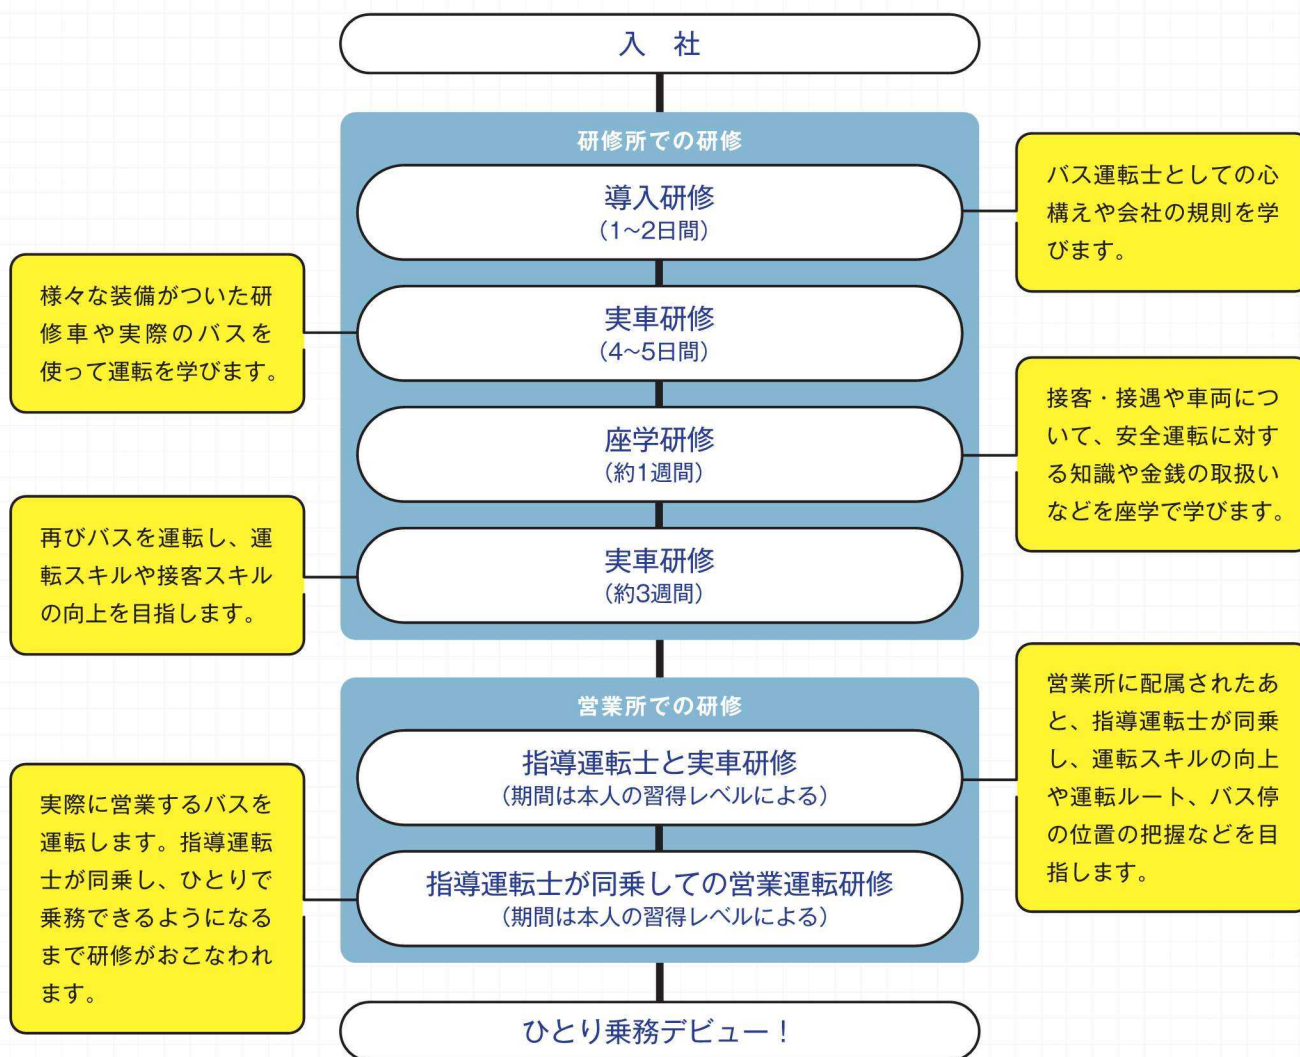 入　社
研修所での研修
導入研修
（1〜2日間）
バス運転士としての心
構えや会社の規則を学
びます。
実車研修
（4〜5日間）
様々な装備がついた研
修車や実際のバスを
使って運転を学びます。
座学研修
（約1週間）
接客・接遇や車両につ
いて、安全運転に対す
る知識や金銭の取扱い
などを座学で学びます。
実車研修
（約3週間）
再びバスを運転し、運
転スキルや接客スキル
の向上を目指します。
営業所での研修
指導運転士と実車研修
（期間は本人の習得レベルによる）
営業所に配属されたあ
と、指導運転士が同乗
し、運転スキルの向上
や運転ルート、バス停
の位置の把握などを目
指します。
指導運転士が同乗しての営業運転研修
（期間は本人の習得レベルによる）
実際に営業するバスを
運転します。指導運転
士が同乗し、ひとりで
乗務できるようになる
まで研修がおこなわれ
ます。
ひとり乗務デビュー！